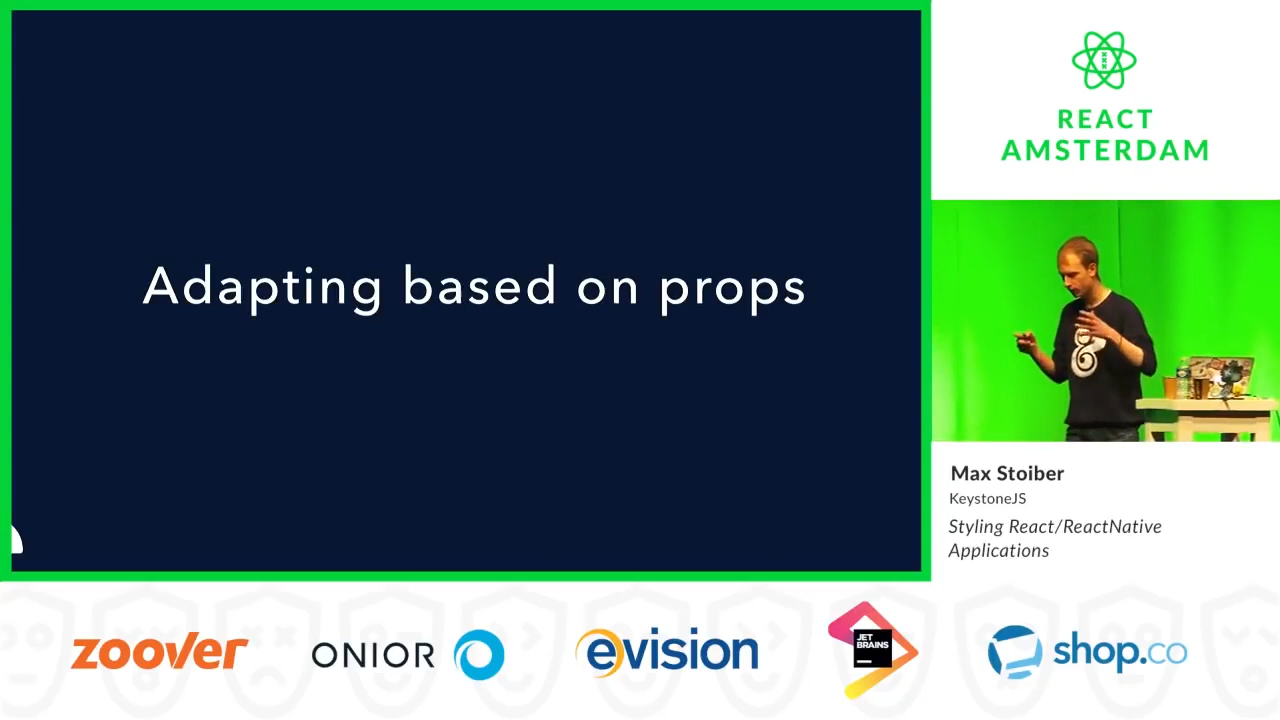 Adapting based on props
REACT
AMSTERDAM
&
Max Stoiber
KeystoneJS
Styling React/ReactNative
Applications
zoover
ONIOR
evision
JET
BRAINS
shop.co